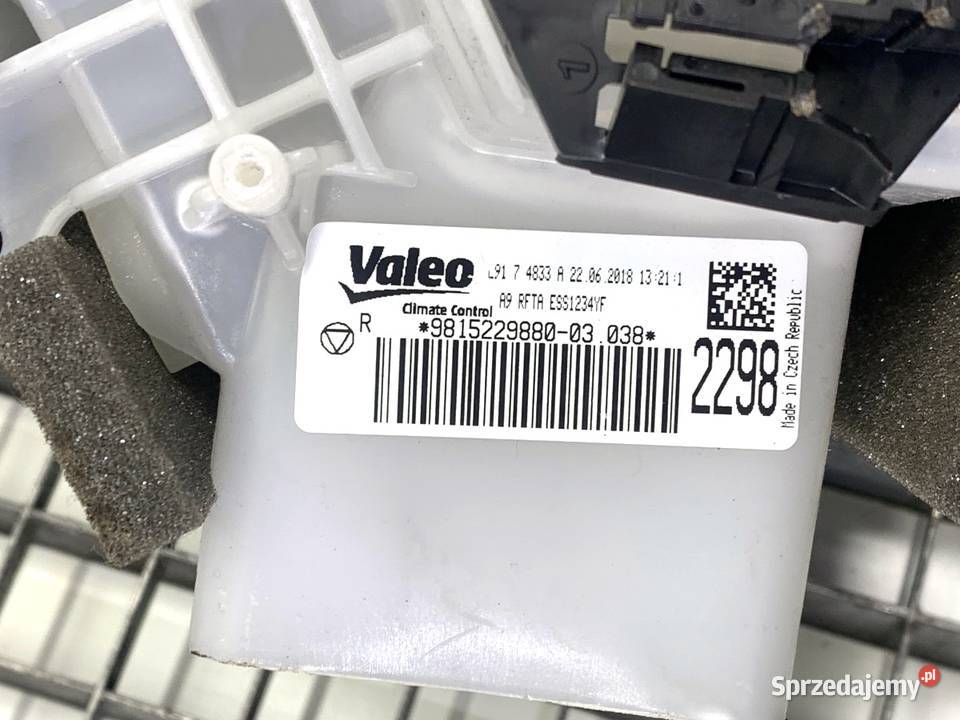 1
Valeo
Climate Control
L91 7 4833 A 22.06.2018 13:21:1
A9 RFTA ESS1234YF
R
*9815229880-03.038*
2298
Made in Czech Republic
Sprzedajemy.pl